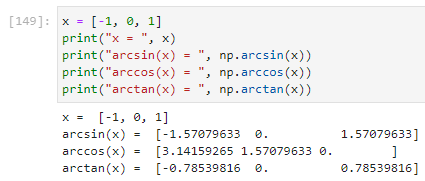 [149]: x = [-1, 0, 1]
print("x = ", x)
print("arcsin(x) = ", np.arcsin(x))
print("arccos(x) = ", np.arccos(x))
print("arctan(x) = ", np.arctan(x))
x =  [-1, 0, 1]
arcsin(x) =  [-1.57079633  0.          1.57079633]
arccos(x) =  [3.14159265 1.57079633 0.        ]
arctan(x) =  [-0.78539816  0.          0.78539816]